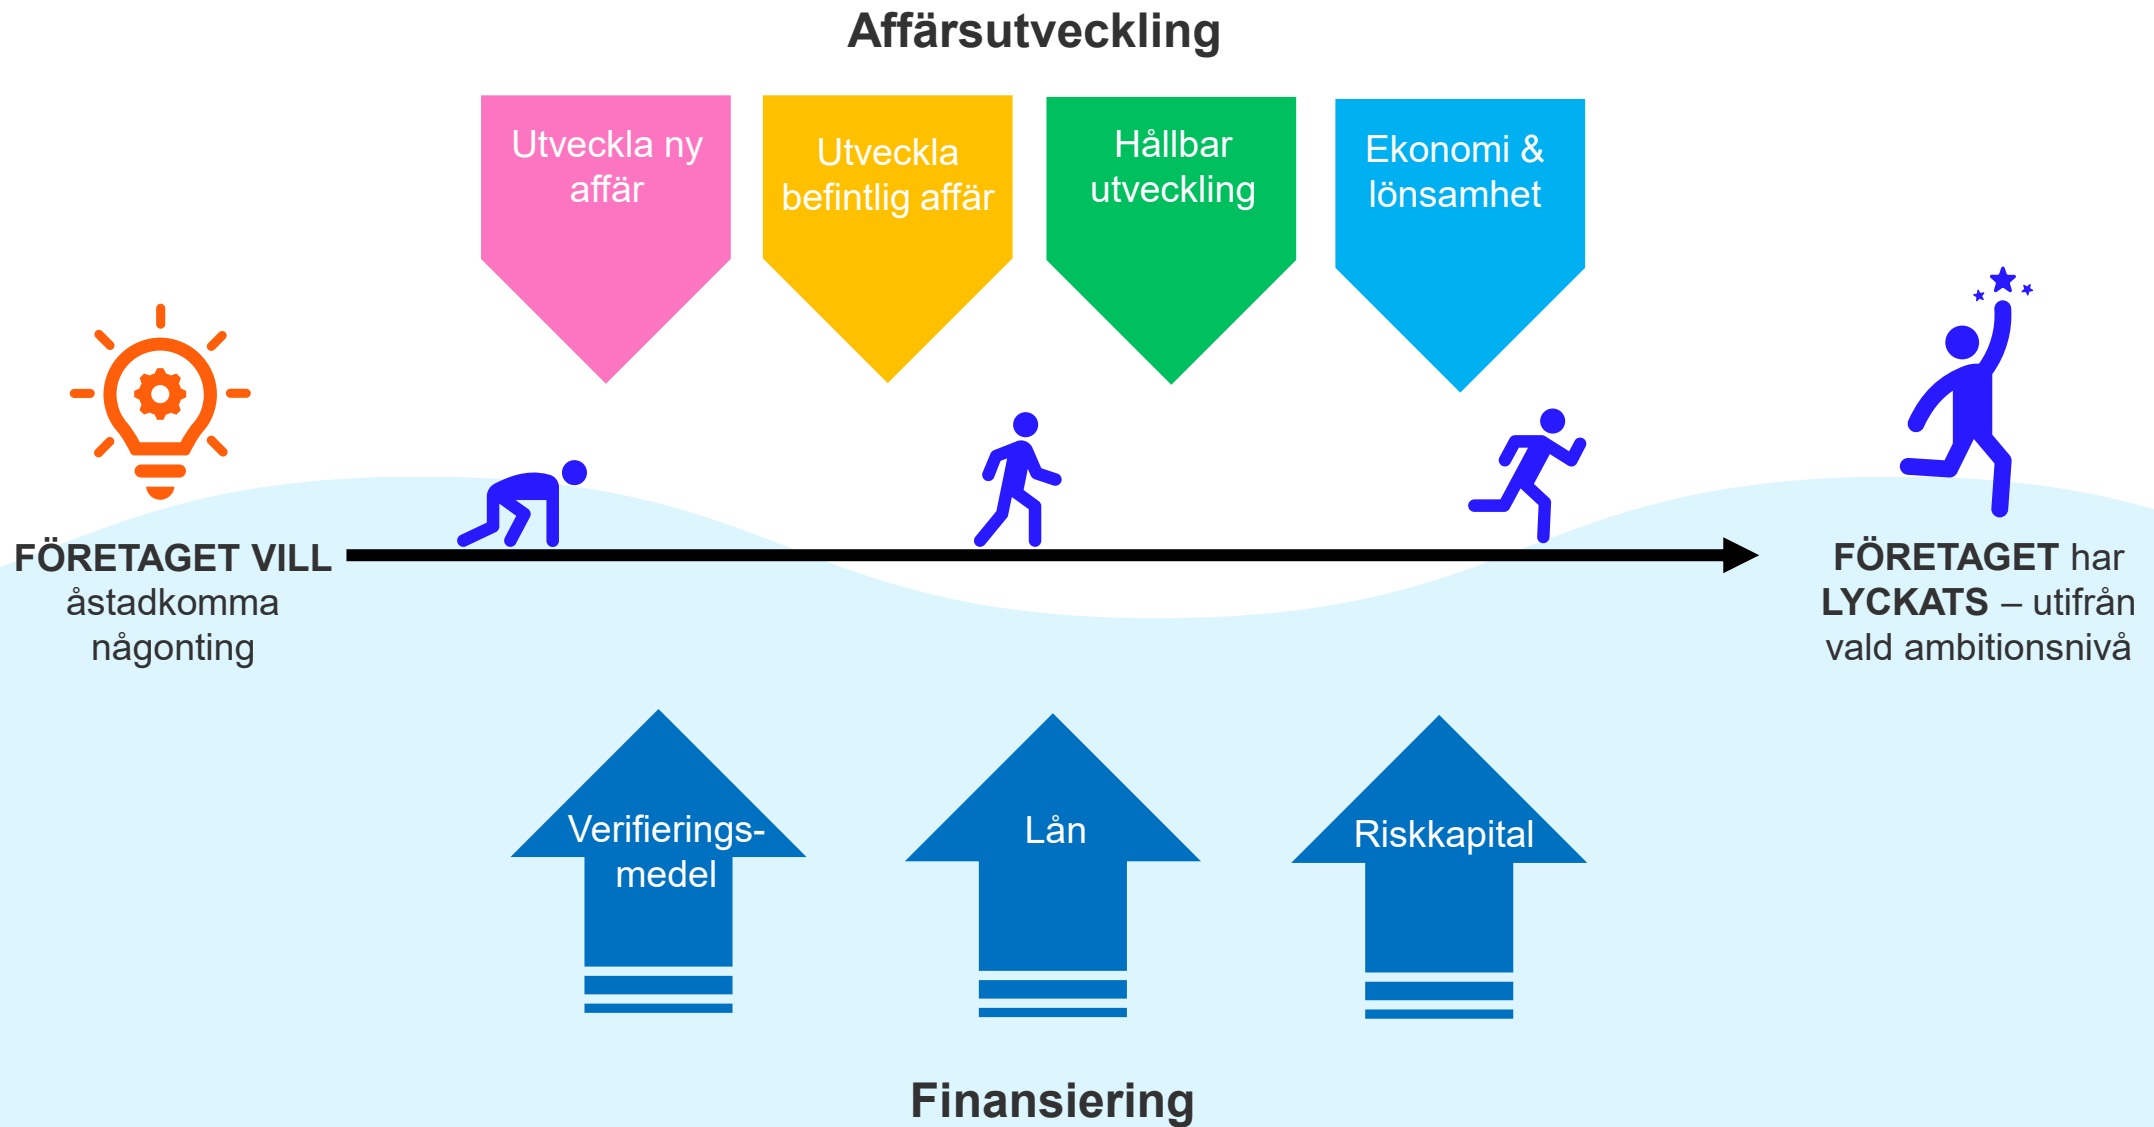 Affärsutveckling
Utveckla ny
affär
Utveckla
befintlig affär
Hållbar
utveckling
Ekonomi &
lönsamhet
FÖRETAGET VILL
åstadkomma
någonting
FÖRETAGET har
LYCKATS – utifrån
vald ambitionsnivå
Verifierings-
medel
Lån
Riskkapital
Finansiering